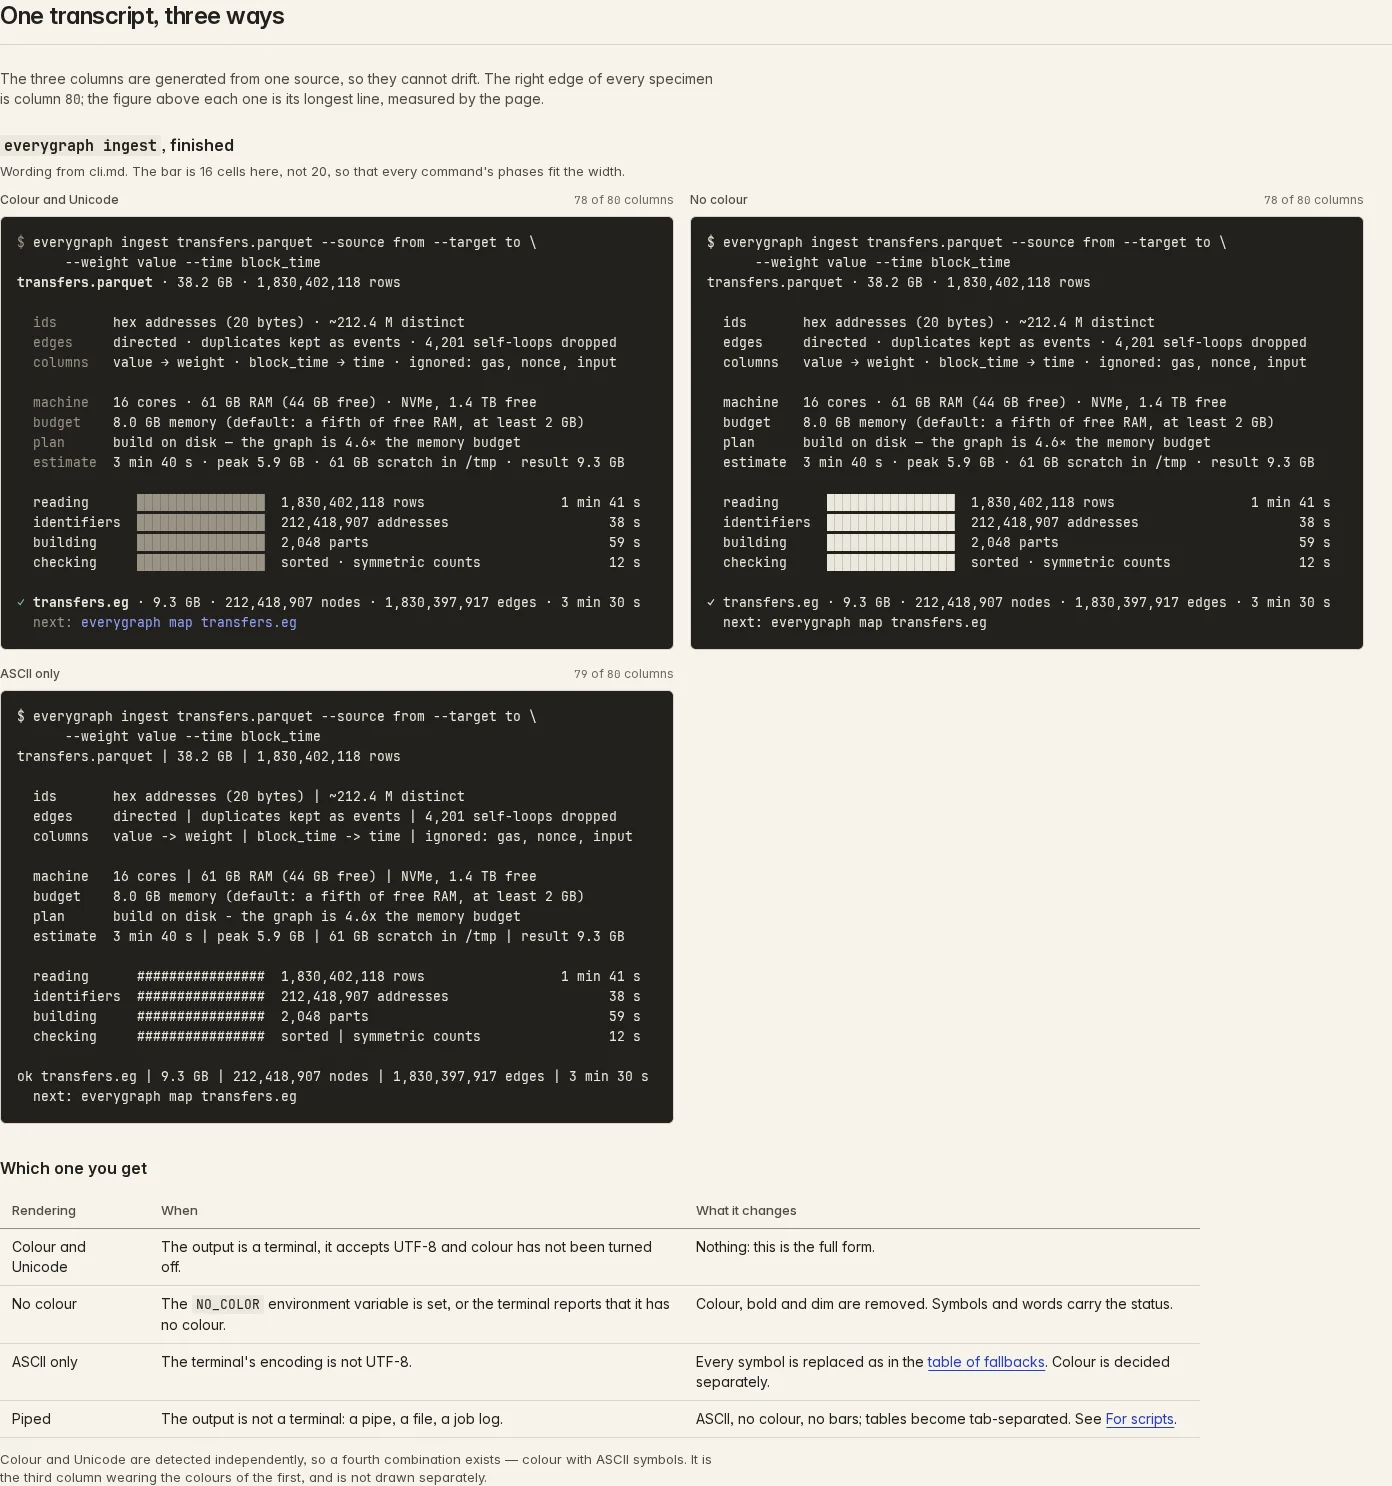 One transcript, three ways
The three columns are generated from one source, so they cannot drift. The right edge of every specimen
is column 80; the figure above each one is its longest line, measured by the page.
everygraph ingest, finished
Wording from cli.md. The bar is 16 cells here, not 20, so that every command's phases fit the width.
Colour and Unicode 78 of 80 columns
$ everygraph ingest transfers.parquet --source from --target to \
--weight value --time block_time
transfers.parquet · 38.2 GB · 1,830,402,118 rows
ids hex addresses (20 bytes) · ~212.4 M distinct
edges directed · duplicates kept as events · 4,201 self-loops dropped
columns value → weight · block_time → time · ignored: gas, nonce, input
machine 16 cores · 61 GB RAM (44 GB free) · NVMe, 1.4 TB free
budget 8.0 GB memory (default: a fifth of free RAM, at least 2 GB)
plan build on disk — the graph is 4.6× the memory budget
estimate 3 min 40 s · peak 5.9 GB · 61 GB scratch in /tmp · result 9.3 GB
reading ████████████████ 1,830,402,118 rows 1 min 41 s
identifiers ████████████████ 212,418,907 addresses 38 s
building ████████████████ 2,048 parts 59 s
checking ████████████████ sorted · symmetric counts 12 s
✓ transfers.eg · 9.3 GB · 212,418,907 nodes · 1,830,397,917 edges · 3 min 30 s
next: everygraph map transfers.eg
No colour 78 of 80 columns
$ everygraph ingest transfers.parquet --source from --target to \
--weight value --time block_time
transfers.parquet · 38.2 GB · 1,830,402,118 rows
ids hex addresses (20 bytes) · ~212.4 M distinct
edges directed · duplicates kept as events · 4,201 self-loops dropped
columns value → weight · block_time → time · ignored: gas, nonce, input
machine 16 cores · 61 GB RAM (44 GB free) · NVMe, 1.4 TB free
budget 8.0 GB memory (default: a fifth of free RAM, at least 2 GB)
plan build on disk — the graph is 4.6× the memory budget
estimate 3 min 40 s · peak 5.9 GB · 61 GB scratch in /tmp · result 9.3 GB
reading ████████████████ 1,830,402,118 rows 1 min 41 s
identifiers ████████████████ 212,418,907 addresses 38 s
building ████████████████ 2,048 parts 59 s
checking ████████████████ sorted · symmetric counts 12 s
✓ transfers.eg · 9.3 GB · 212,418,907 nodes · 1,830,397,917 edges · 3 min 30 s
next: everygraph map transfers.eg
ASCII only 79 of 80 columns
$ everygraph ingest transfers.parquet --source from --target to \
--weight value --time block_time
transfers.parquet | 38.2 GB | 1,830,402,118 rows
ids hex addresses (20 bytes) | ~212.4 M distinct
edges directed | duplicates kept as events | 4,201 self-loops dropped
columns value -> weight | block_time -> time | ignored: gas, nonce, input
machine 16 cores | 61 GB RAM (44 GB free) | NVMe, 1.4 TB free
budget 8.0 GB memory (default: a fifth of free RAM, at least 2 GB)
plan build on disk - the graph is 4.6x the memory budget
estimate 3 min 40 s | peak 5.9 GB | 61 GB scratch in /tmp | result 9.3 GB
reading ################ 1,830,402,118 rows 1 min 41 s
identifiers ################ 212,418,907 addresses 38 s
building ################ 2,048 parts 59 s
checking ################ sorted | symmetric counts 12 s
ok transfers.eg | 9.3 GB | 212,418,907 nodes | 1,830,397,917 edges | 3 min 30 s
next: everygraph map transfers.eg
Which one you get
Rendering When What it changes
Colour and Unicode The output is a terminal, it accepts UTF-8 and colour has not been turned off. Nothing: this is the full form.
No colour The NO_COLOR environment variable is set, or the terminal reports that it has no colour. Colour, bold and dim are removed. Symbols and words carry the status.
ASCII only The terminal's encoding is not UTF-8. Every symbol is replaced as in the table of fallbacks. Colour is decided separately.
Piped The output is not a terminal: a pipe, a file, a job log. ASCII, no colour, no bars; tables become tab-separated. See For scripts.
Colour and Unicode are detected independently, so a fourth combination exists — colour with ASCII symbols. It is
the third column wearing the colours of the first, and is not drawn separately.